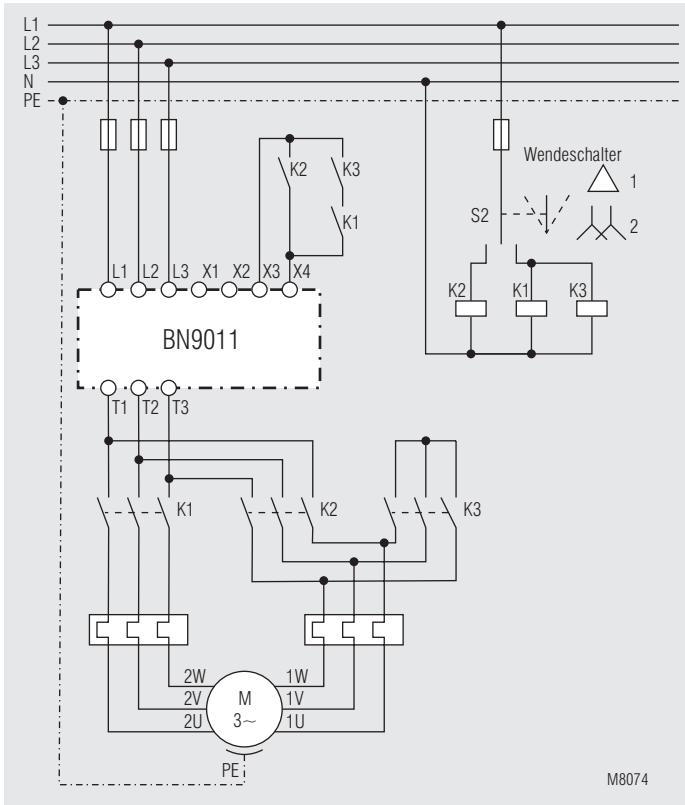 L1
L2
L3
N
PE
K2
K3
K1
Wendeschalter
1
S2
2
L1 L2 L3 X1 X2 X3 X4
K2 K1 K3
BN9011
T1 T2 T3
K1 K2 K3
2W 1W
2V M 1V
2U 3~ 1U
PE
M8074